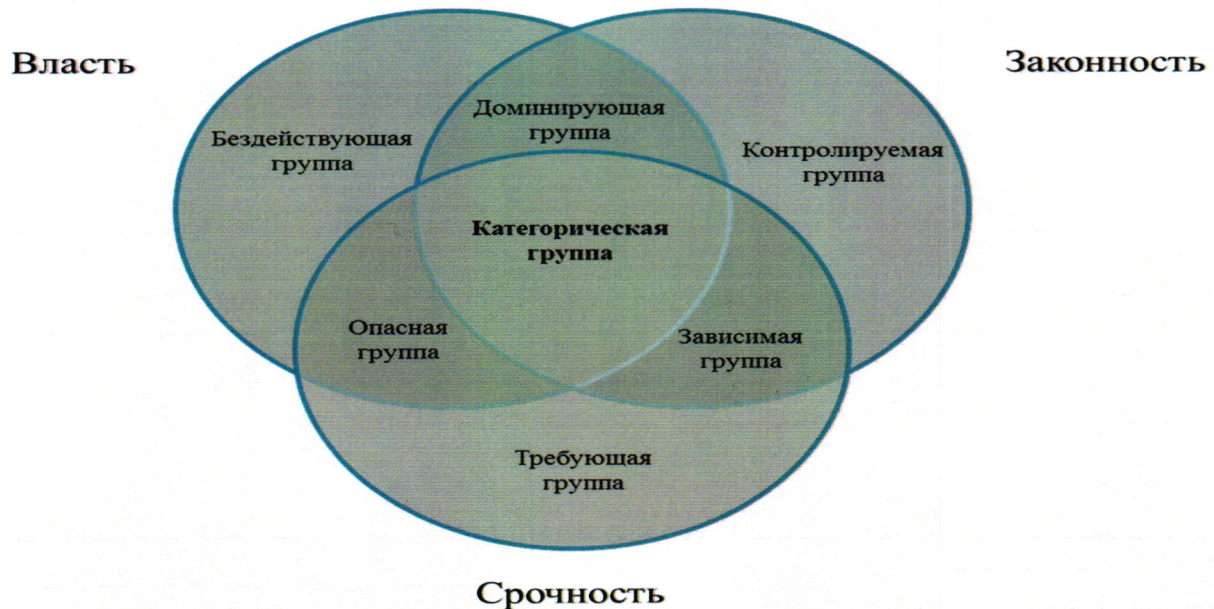 Власть
Законность
Доминирующая
группа
Бездействующая
группа
Контролируемая
группа
Категорическая
группа
Опасная
группа
Зависимая
группа
Требующая
группа
Срочность